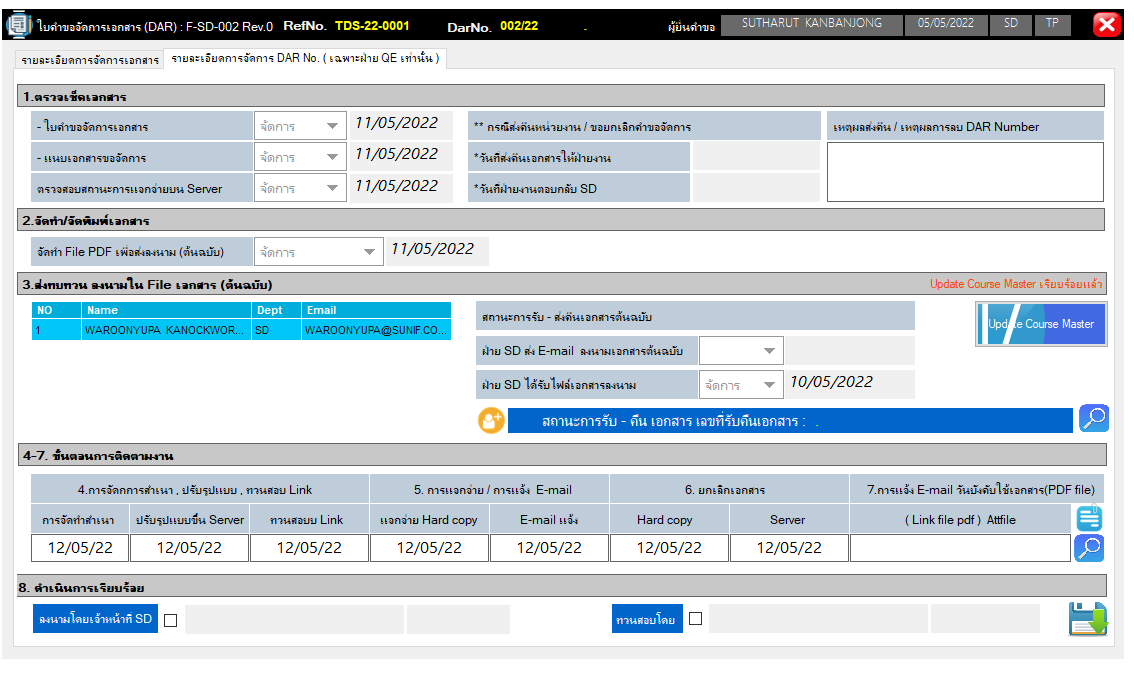 ใบคำขอจัดการเอกสาร (DAR) : F-SD-002 Rev.0 RefNo. TDS-22-0001 DarNo. 002/22 . ผู้ยื่นคำขอ SUTHARUT KANBANJONG 05/05/2022 SD TP
รายละเอียดการจัดการเอกสาร รายละเอียดการจัดการ DAR No. ( เฉพาะฝ่าย QE เท่านั้น )
1.ตรวจเช็คเอกสาร
- ใบคำขอจัดการเอกสาร จัดการ 11/05/2022 ** กรณีส่งคืนหน่วยงาน / ขอยกเลิกคำขอจัดการ เหตุผลส่งคืน / เหตุผลการลบ DAR Number
- แนบเอกสารขอจัดการ จัดการ 11/05/2022 *วันที่ส่งคืนเอกสารให้ฝ่ายงาน
ตรวจสอบสถานะการแจกจ่ายบน Server จัดการ 11/05/2022 *วันที่ฝ่ายงานตอบกลับ SD
2.จัดทำ/จัดพิมพ์เอกสาร
จัดทำ File PDF เพื่อส่งลงนาม (ต้นฉบับ) จัดการ 11/05/2022
3.ส่งทบทวน ลงนามใน File เอกสาร (ต้นฉบับ) Update Course Master เรียบร้อยแล้ว
NO Name Dept Email
1 WAROONYUPA KANOCKWOR... SD WAROONYUPA@SUNIF.CO...
สถานะการรับ - ส่งคืนเอกสารต้นฉบับ Update Course Master
ฝ่าย SD ส่ง E-mail ลงนามเอกสารต้นฉบับ
ฝ่าย SD ได้รับไฟล์เอกสารลงนาม จัดการ 10/05/2022
สถานะการรับ - คืน เอกสาร เลขที่รับคืนเอกสาร : .
4-7. ขั้นตอนการติดตามงาน
4.การจัดการสำเนา , ปรับรูปแบบ , ทวนสอบ Link 5. การแจกจ่าย / การแจ้ง E-mail 6. ยกเลิกเอกสาร 7.การแจ้ง E-mail วันบังคับใช้เอกสาร(PDF file)
การจัดทำสำเนา ปรับรูปแบบขึ้น Server ทวนสอบบ Link แจกจ่าย Hard copy E-mail แจ้ง Hard copy Server ( Link file pdf ) Attfile
12/05/22 12/05/22 12/05/22 12/05/22 12/05/22 12/05/22 12/05/22
8. ดำเนินการเรียบร้อย
ลงนามโดยเจ้าหน้าที่ SD ทวนสอบโดย